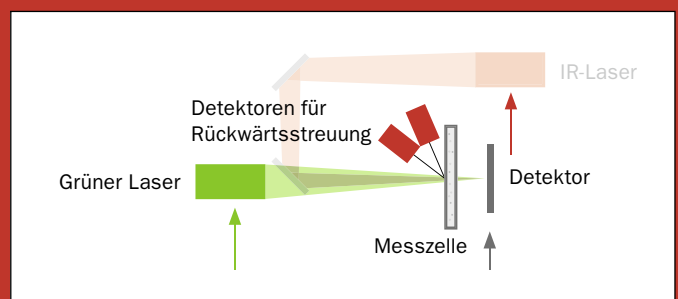 IR-Laser
Detektoren für
Rückwärtsstreuung
Grüner Laser
Detektor
Messzelle